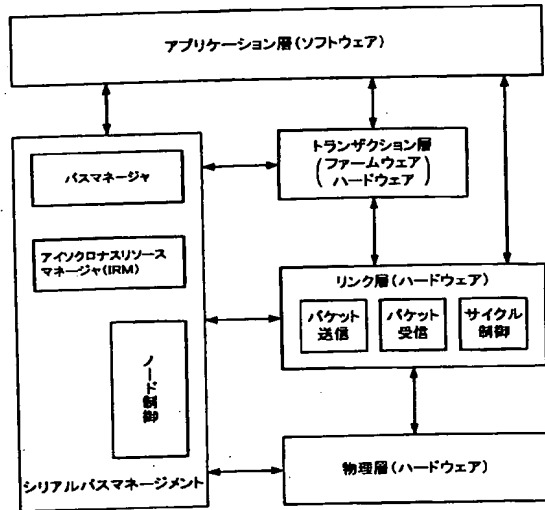 アプリケーション層(ソフトウェア)
トランザクション層
(ファームウェア
ハードウェア)
バスマネージャ
アイソクロナスリソース
マネージャ(IRM)
リンク層(ハードウェア)
パケット
送信
パケット
受信
サイクル
制御
ノード制御
物理層(ハードウェア)
シリアルバスマネージメント